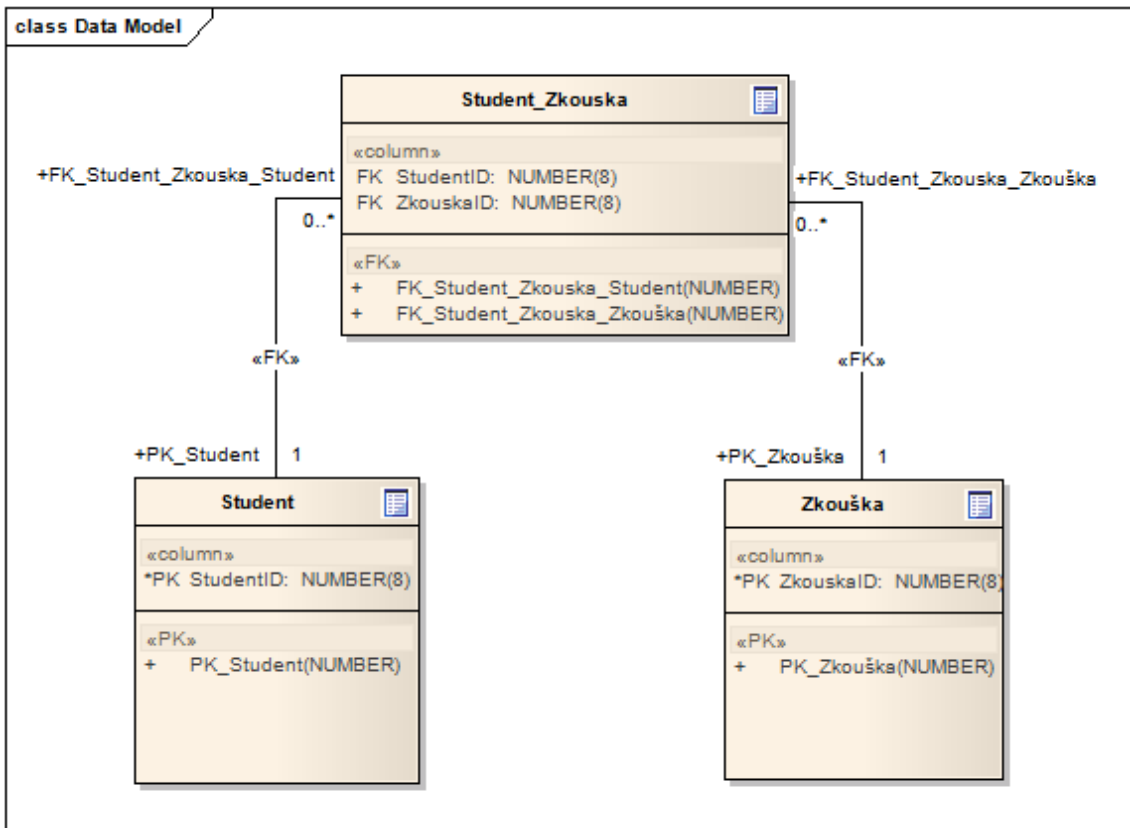 class Data Model
Student_Zkouska
«column»
FK StudentID: NUMBER(8)
FK ZkouskaID: NUMBER(8)
«FK»
+ FK_Student_Zkouska_Student(NUMBER)
+ FK_Student_Zkouska_Zkouška(NUMBER)
+FK_Student_Zkouska_Student
0..*
+FK_Student_Zkouska_Zkouška
0..*
«FK»
«FK»
+PK_Student
1
+PK_Zkouška
1
Student
«column»
*PK StudentID: NUMBER(8)
«PK»
+ PK_Student(NUMBER)
Zkouška
«column»
*PK ZkouskaID: NUMBER(8)
«PK»
+ PK_Zkouška(NUMBER)